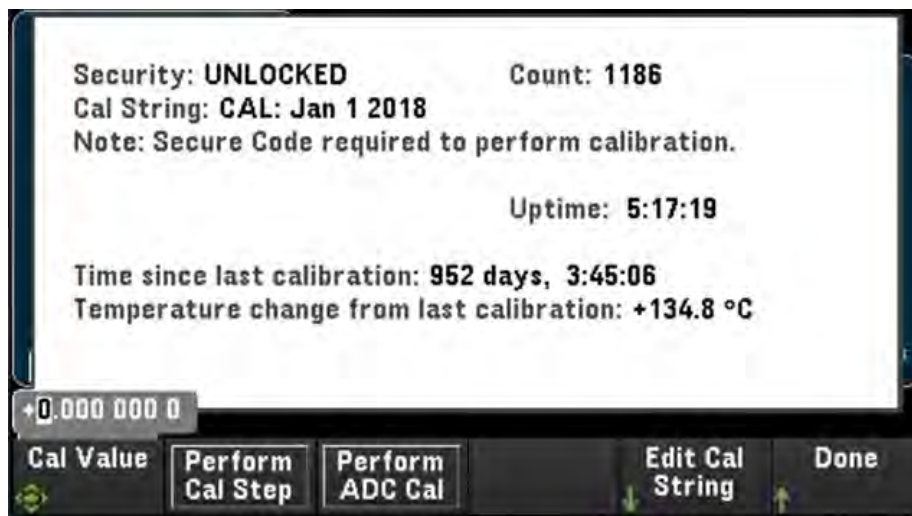 Security: UNLOCKED Count: 1186
Cal String: CAL: Jan 1 2018
Note: Secure Code required to perform calibration.
Uptime: 5:17:19
Time since last calibration: 952 days, 3:45:06
Temperature change from last calibration: +134.8 °C
+0.000 000 0
Cal Value
Perform
Cal Step
Perform
ADC Cal
Edit Cal
String
Done